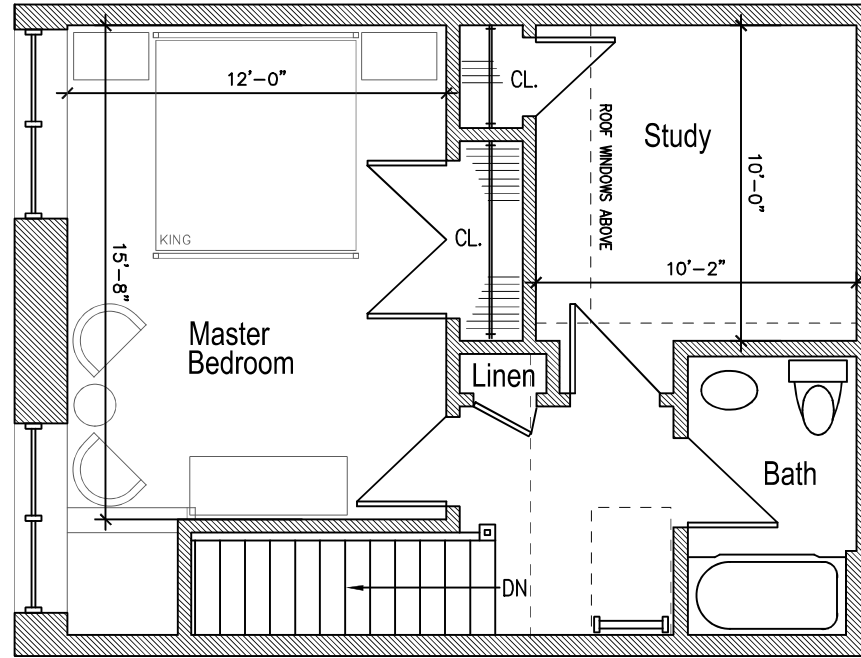 12'-0"
CL.
ROOF WINDOWS ABOVE
Study
10'-0"
KING
CL.
15'-8"
10'-2"
Master
Bedroom
Linen
Bath
DN